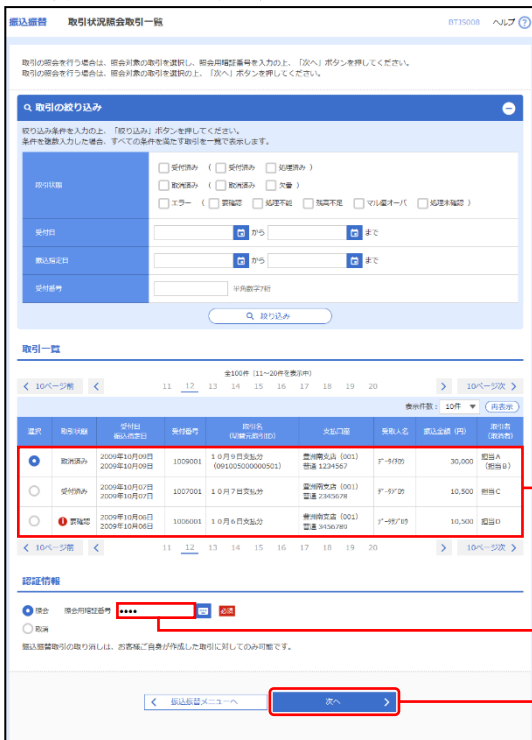 振込振替 取引状況照会取引一覧 BTJS008 ヘルプ ?
取引の照会を行う場合は、照会対象の取引を選択し、照会用暗証番号を入力の上、「次へ」ボタンを押してください。
取引の照会を行う場合は、照会対象の取引を選択の上、「次へ」ボタンを押してください。
取引の絞り込み
絞り込み条件を入力の上、「絞り込み」ボタンを押してください。
条件を複数入力した場合、すべての条件を満たす取引を一覧で表示します。
取引状態
受付済み ( 受付済み 処理済み )
取消済み ( 取消済み 欠番 )
エラー ( 要確認 処理不能 残高不足 マル優オーバ 処理未確認 )
受付日 から まで
振込指定日 から まで
受付番号 半角数字7桁
絞り込み
取引一覧
全100件 (11～20件を表示中)
10ページ前 11 12 13 14 15 16 17 18 19 20 10ページ次
表示件数: 10件 再表示
選択 取引状態 受付日 受付番号 取引名 支払口座 受取人名 振込金額 (円) 取引者
振込指定日 (切替元取引ID) (取消者)
取消済み 2009年10月09日 1009001 10月9日支払分 豊洲南支店 (001) 30,000 担当A
2009年10月09日 (091005000000501) 普通 1234567 (担当B)
受付済み 2009年10月07日 1007001 10月7日支払分 豊洲南支店 (001) 10,500 担当C
2009年10月07日 普通 2345678
要確認 2009年10月06日 1006001 10月6日支払分 豊洲南支店 (001) 10,500 担当D
2009年10月06日 普通 3456789
10ページ前 11 12 13 14 15 16 17 18 19 20 10ページ次
認証情報
照会 照会用暗証番号 •••• 必須
取消
振込振替取引の取り消しは、お客様ご自身が作成した取引に対してのみ可能です。
振込振替メニューへ 次へ